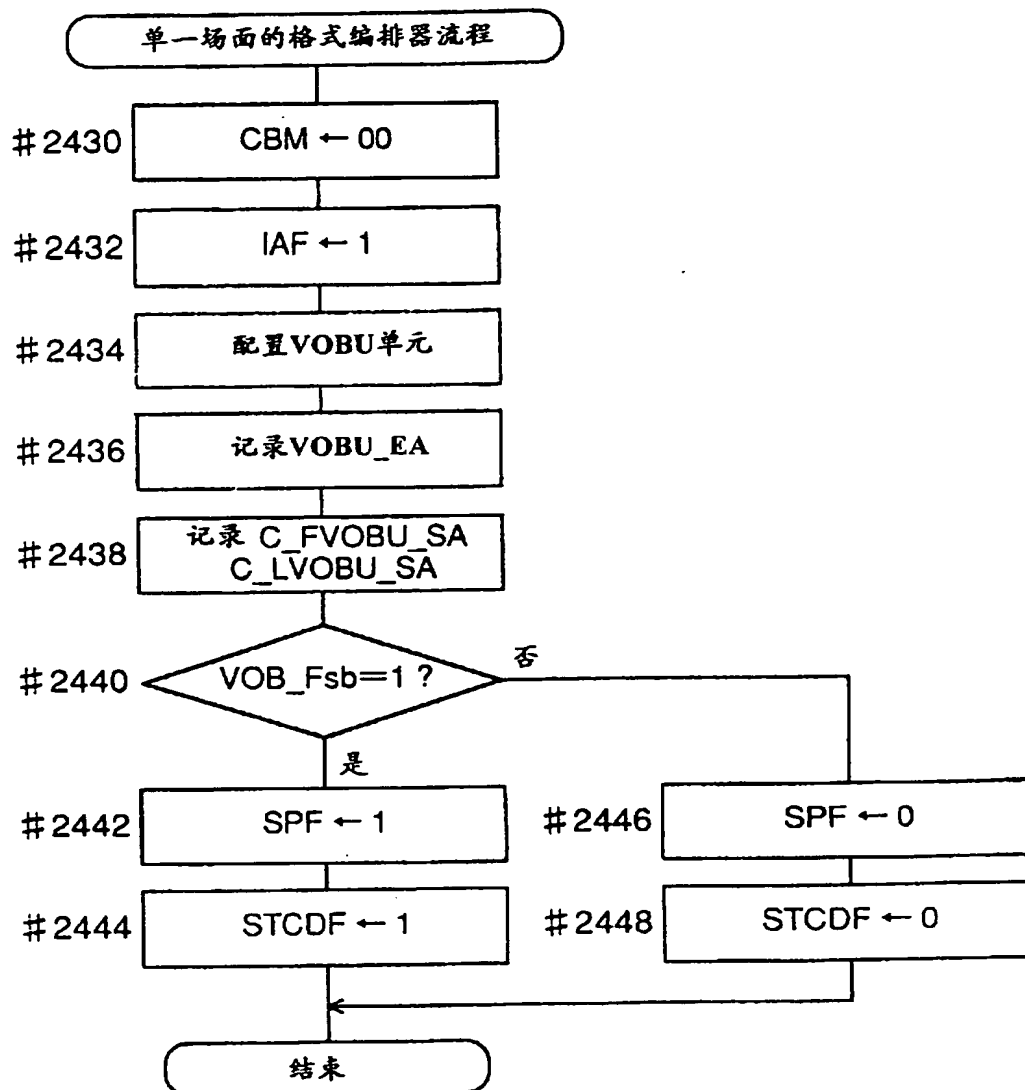 单一场面的格式编排器流程
#2430
CBM ← 00
#2432
IAF ← 1
#2434
配置VOBU单元
#2436
记录VOBU_EA
#2438
记录 C_FVOBU_SA
C_LVOBU_SA
#2440
VOB_Fsb=1 ?
否
是
#2442
SPF ← 1
#2446
SPF ← 0
#2444
STCDF ← 1
#2448
STCDF ← 0
结束